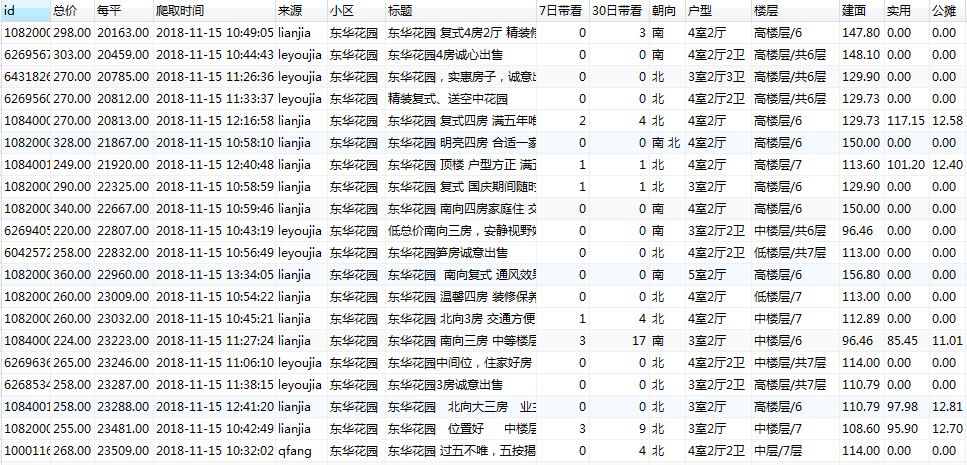 id 总价 每平 爬取时间 来源 小区 标题 7日带看 30日带看 朝向 户型 楼层 建面 实用 公摊
1082000 298.00 20163.00 2018-11-15 10:49:05 lianjia 东华花园 东华花园 复式4房2厅 精装修 0 3 南 4室2厅 高楼层/6 147.80 0.00 0.00
6269567 303.00 20459.00 2018-11-15 10:44:43 leyoujia 东华花园 东华花园4房诚心出售 0 0 南 4室2厅2卫 高楼层/共6层 148.10 0.00 0.00
6431826 270.00 20785.00 2018-11-15 11:26:36 leyoujia 东华花园 东华花园，实惠房子，诚意出 0 0 北 3室2厅3卫 高楼层/共6层 129.90 0.00 0.00
6269560 270.00 20812.00 2018-11-15 11:33:37 leyoujia 东华花园 精装复式、送空中花园 0 0 北 4室2厅2卫 高楼层/共6层 129.73 0.00 0.00
1084000 270.00 20813.00 2018-11-15 12:16:58 lianjia 东华花园 东华花园 复式四房 满五年唯 2 4 北 4室2厅 高楼层/6 129.73 117.15 12.58
1082000 328.00 21867.00 2018-11-15 10:58:10 lianjia 东华花园 东华花园 明亮四房 合适一家 0 0 南 北 4室2厅 高楼层/6 150.00 0.00 0.00
1084001 249.00 21920.00 2018-11-15 12:40:48 lianjia 东华花园 东华花园 顶楼 户型方正 满五 1 1 北 4室2厅 高楼层/7 113.60 101.20 12.40
1082000 290.00 22325.00 2018-11-15 10:58:59 lianjia 东华花园 东华花园 复式 国庆期间随时 1 1 北 3室2厅 高楼层/6 129.90 0.00 0.00
1082000 340.00 22667.00 2018-11-15 10:59:46 lianjia 东华花园 东华花园 南向四房家庭住 交 0 0 南 4室2厅 高楼层/6 150.00 0.00 0.00
6269405 220.00 22807.00 2018-11-15 10:43:19 leyoujia 东华花园 低总价南向三房，安静视野好 0 0 南 3室2厅2卫 中楼层/共6层 96.46 0.00 0.00
6042572 258.00 22832.00 2018-11-15 10:56:49 leyoujia 东华花园 东华花园笋房诚意出售 0 0 北 4室2厅2卫 低楼层/共7层 113.00 0.00 0.00
1082000 360.00 22960.00 2018-11-15 13:34:05 lianjia 东华花园 东华花园 南向复式 通风效果 0 0 南 5室2厅 高楼层/6 156.80 0.00 0.00
1082000 260.00 23009.00 2018-11-15 10:54:22 lianjia 东华花园 东华花园 温馨四房 装修保养 0 0 北 4室2厅 低楼层/7 113.00 0.00 0.00
1082000 260.00 23032.00 2018-11-15 10:45:21 lianjia 东华花园 东华花园 北向3房 交通方便 1 4 北 4室2厅 中楼层/7 112.89 0.00 0.00
1084000 224.00 23223.00 2018-11-15 11:27:24 lianjia 东华花园 东华花园 南向三房 中等楼层 3 17 南 3室2厅 中楼层/6 96.46 85.45 11.01
6269636 265.00 23246.00 2018-11-15 11:06:10 leyoujia 东华花园 东华花园中间位，住家好房 0 0 北 4室2厅2卫 中楼层/共7层 114.00 0.00 0.00
6268534 258.00 23287.00 2018-11-15 11:38:15 leyoujia 东华花园 东华花园3房诚意出售 0 0 北 3室2厅2卫 高楼层/共7层 110.79 0.00 0.00
1084001 258.00 23288.00 2018-11-15 12:41:20 lianjia 东华花园 东华花园 北向大三房 业主 0 0 北 3室2厅 高楼层/6 110.79 97.98 12.81
1082000 255.00 23481.00 2018-11-15 10:42:49 lianjia 东华花园 东华花园 位置好 中楼层 3 9 北 3室2厅 中楼层/7 108.60 95.90 12.70
1000116 268.00 23509.00 2018-11-15 10:32:02 qfang 东华花园 东华花园 过五不唯，五按揭 0 4 北 4室2厅 中层/7层 114.00 0.00 0.00